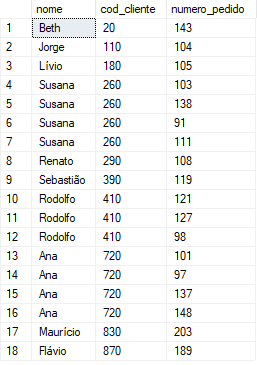 nome cod_cliente numero_pedido
1 Beth 20 143
2 Jorge 110 104
3 Lívio 180 105
4 Susana 260 103
5 Susana 260 138
6 Susana 260 91
7 Susana 260 111
8 Renato 290 108
9 Sebastião 390 119
10 Rodolfo 410 121
11 Rodolfo 410 127
12 Rodolfo 410 98
13 Ana 720 101
14 Ana 720 97
15 Ana 720 137
16 Ana 720 148
17 Maurício 830 203
18 Flávio 870 189